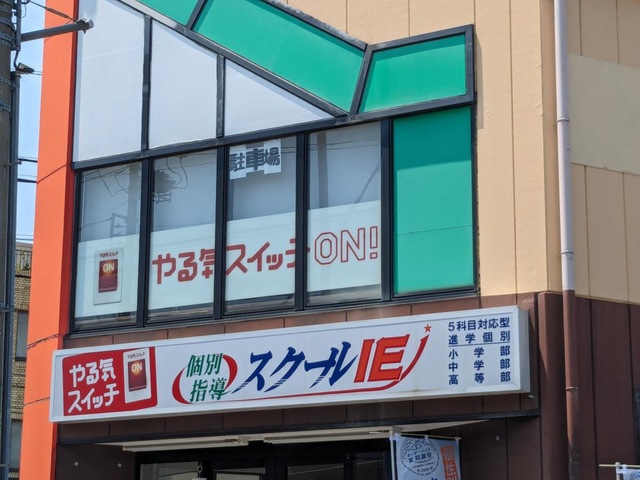 駐車場
やる気スイッチON!
ON
やる気
スイッチ
ON
個別
指導
スクールIE
5科目対応型
進学個別
小学部
中学部
高等部